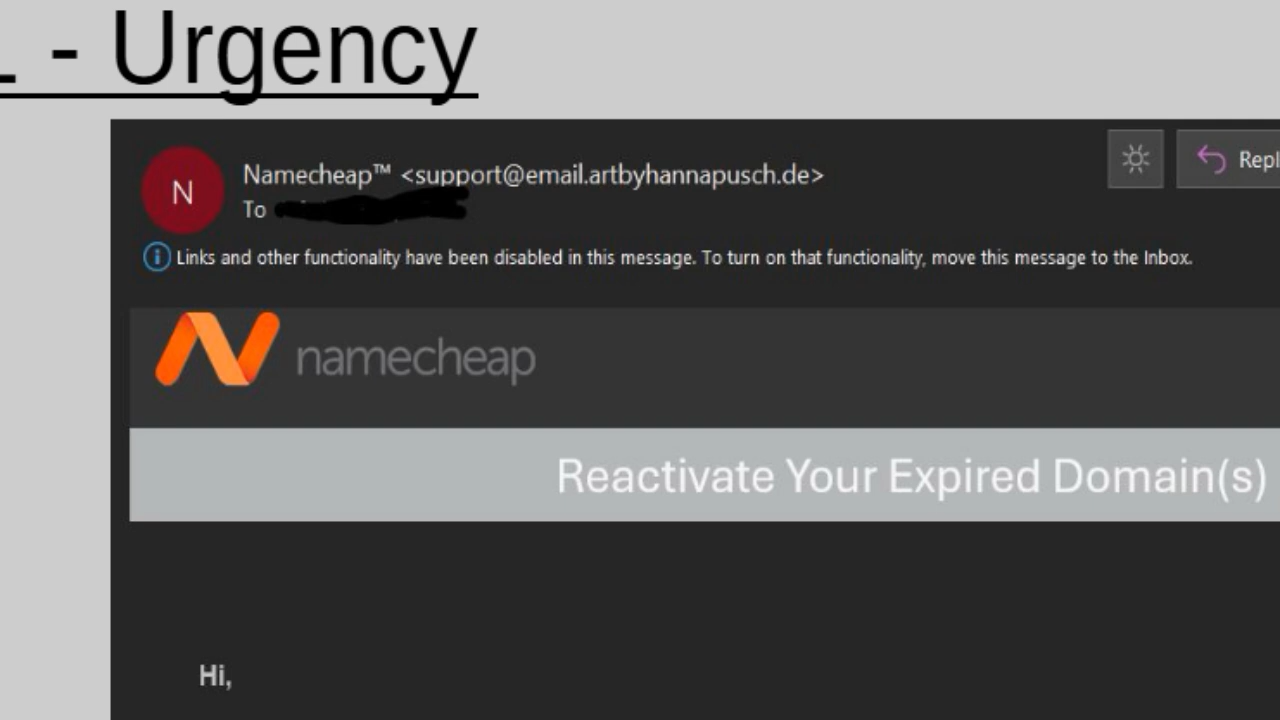 - Urgency
N
Namecheap™ <support@email.artbyhannapusch.de>
To
Links and other functionality have been disabled in this message. To turn on that functionality, move this message to the Inbox.
namecheap
Reactivate Your Expired Domain(s)
Hi,